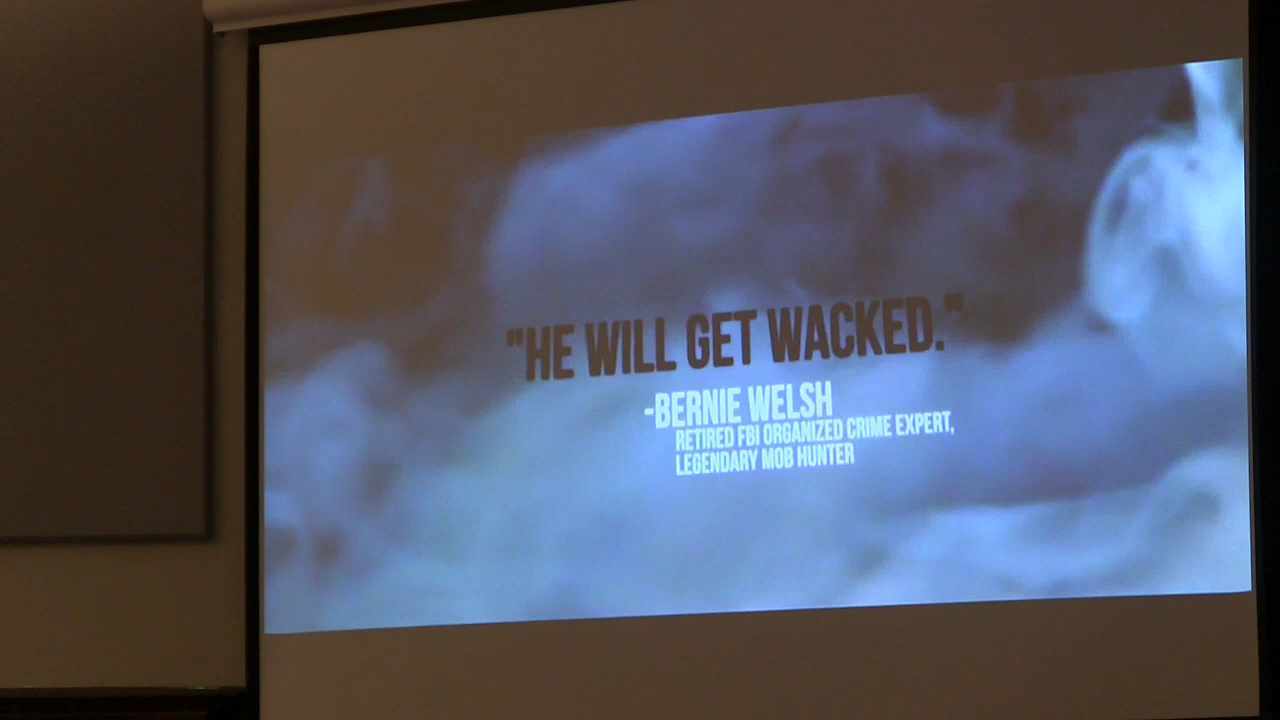 "HE WILL GET WACKED."
-BERNIE WELSH
RETIRED FBI ORGANIZED CRIME EXPERT,
LEGENDARY MOB HUNTER